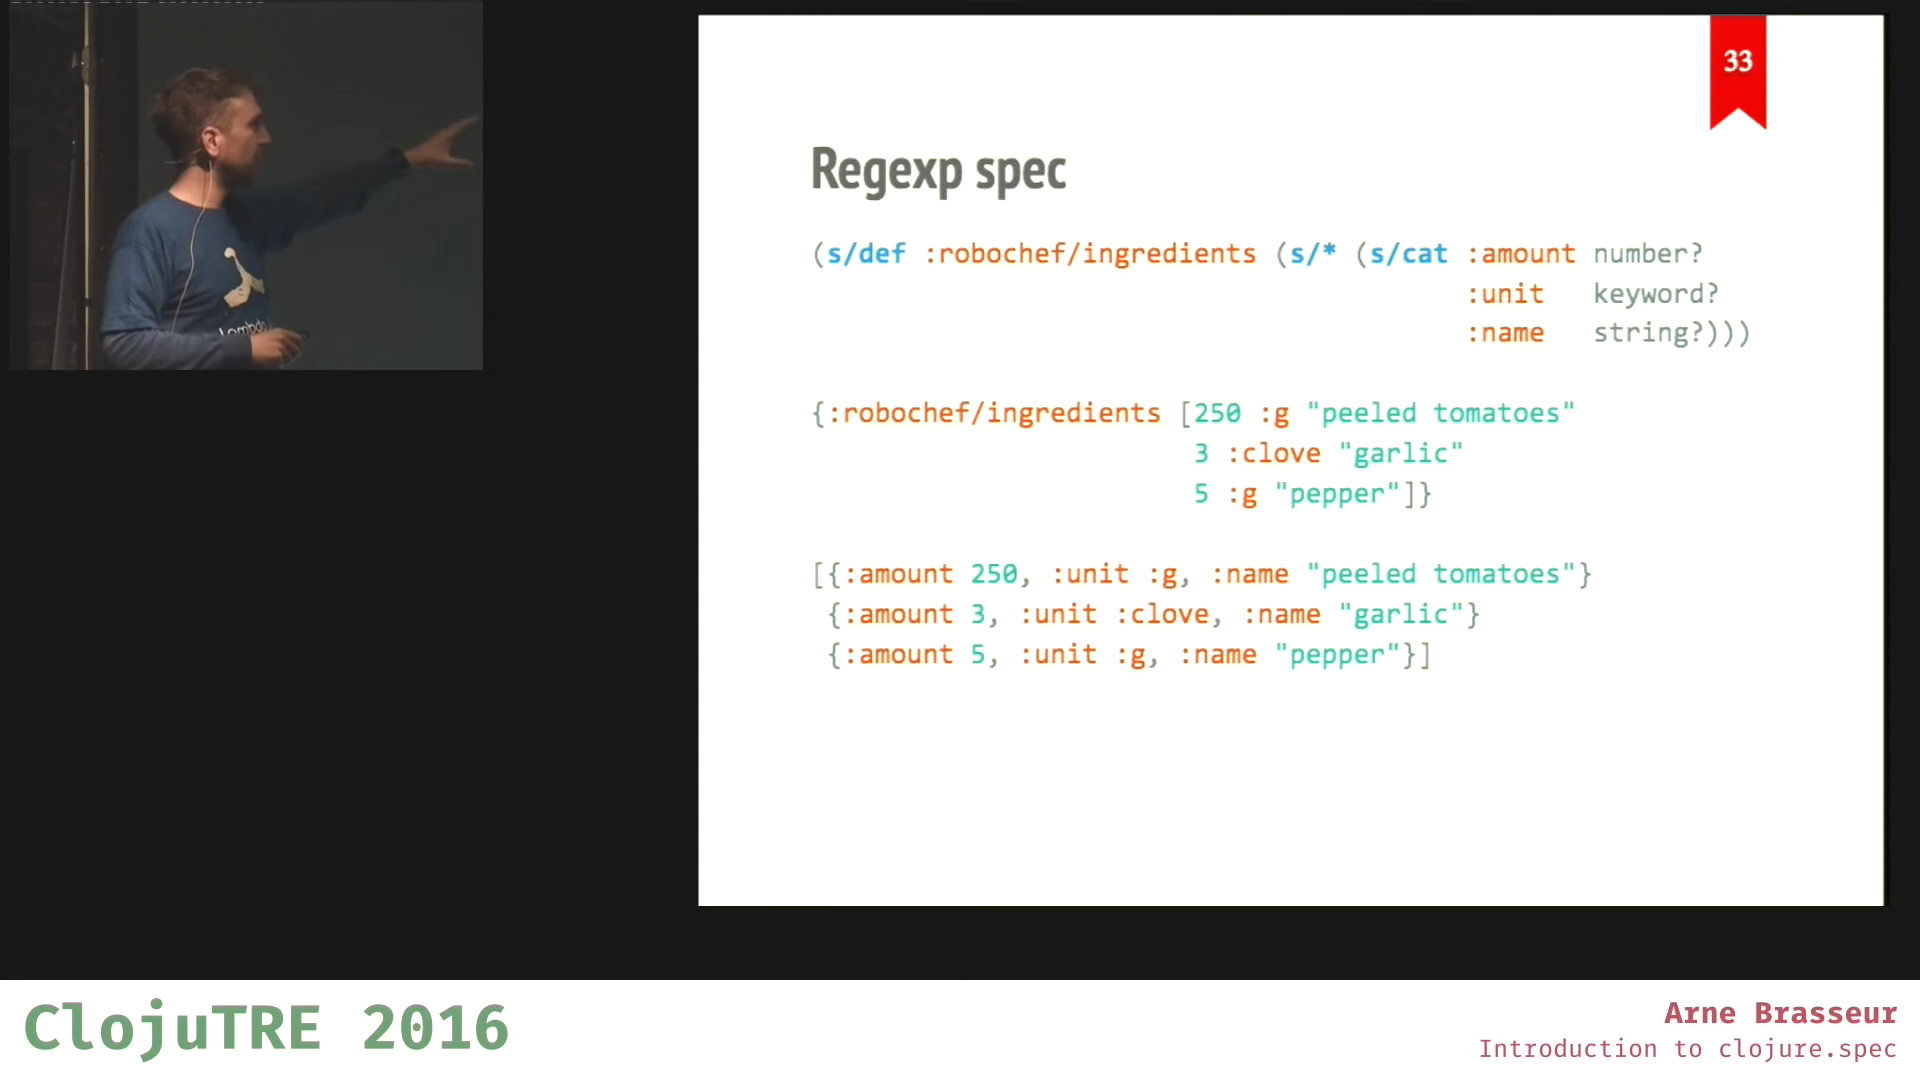 33
Regexp spec
(s/def :robochef/ingredients (s/* (s/cat :amount number?
:unit keyword?
:name string?)))
{:robochef/ingredients [250 :g "peeled tomatoes"
3 :clove "garlic"
5 :g "pepper"]}
[{:amount 250, :unit :g, :name "peeled tomatoes"}
{:amount 3, :unit :clove, :name "garlic"}
{:amount 5, :unit :g, :name "pepper"}]
ClojuTRE 2016
Arne Brasseur
Introduction to clojure.spec